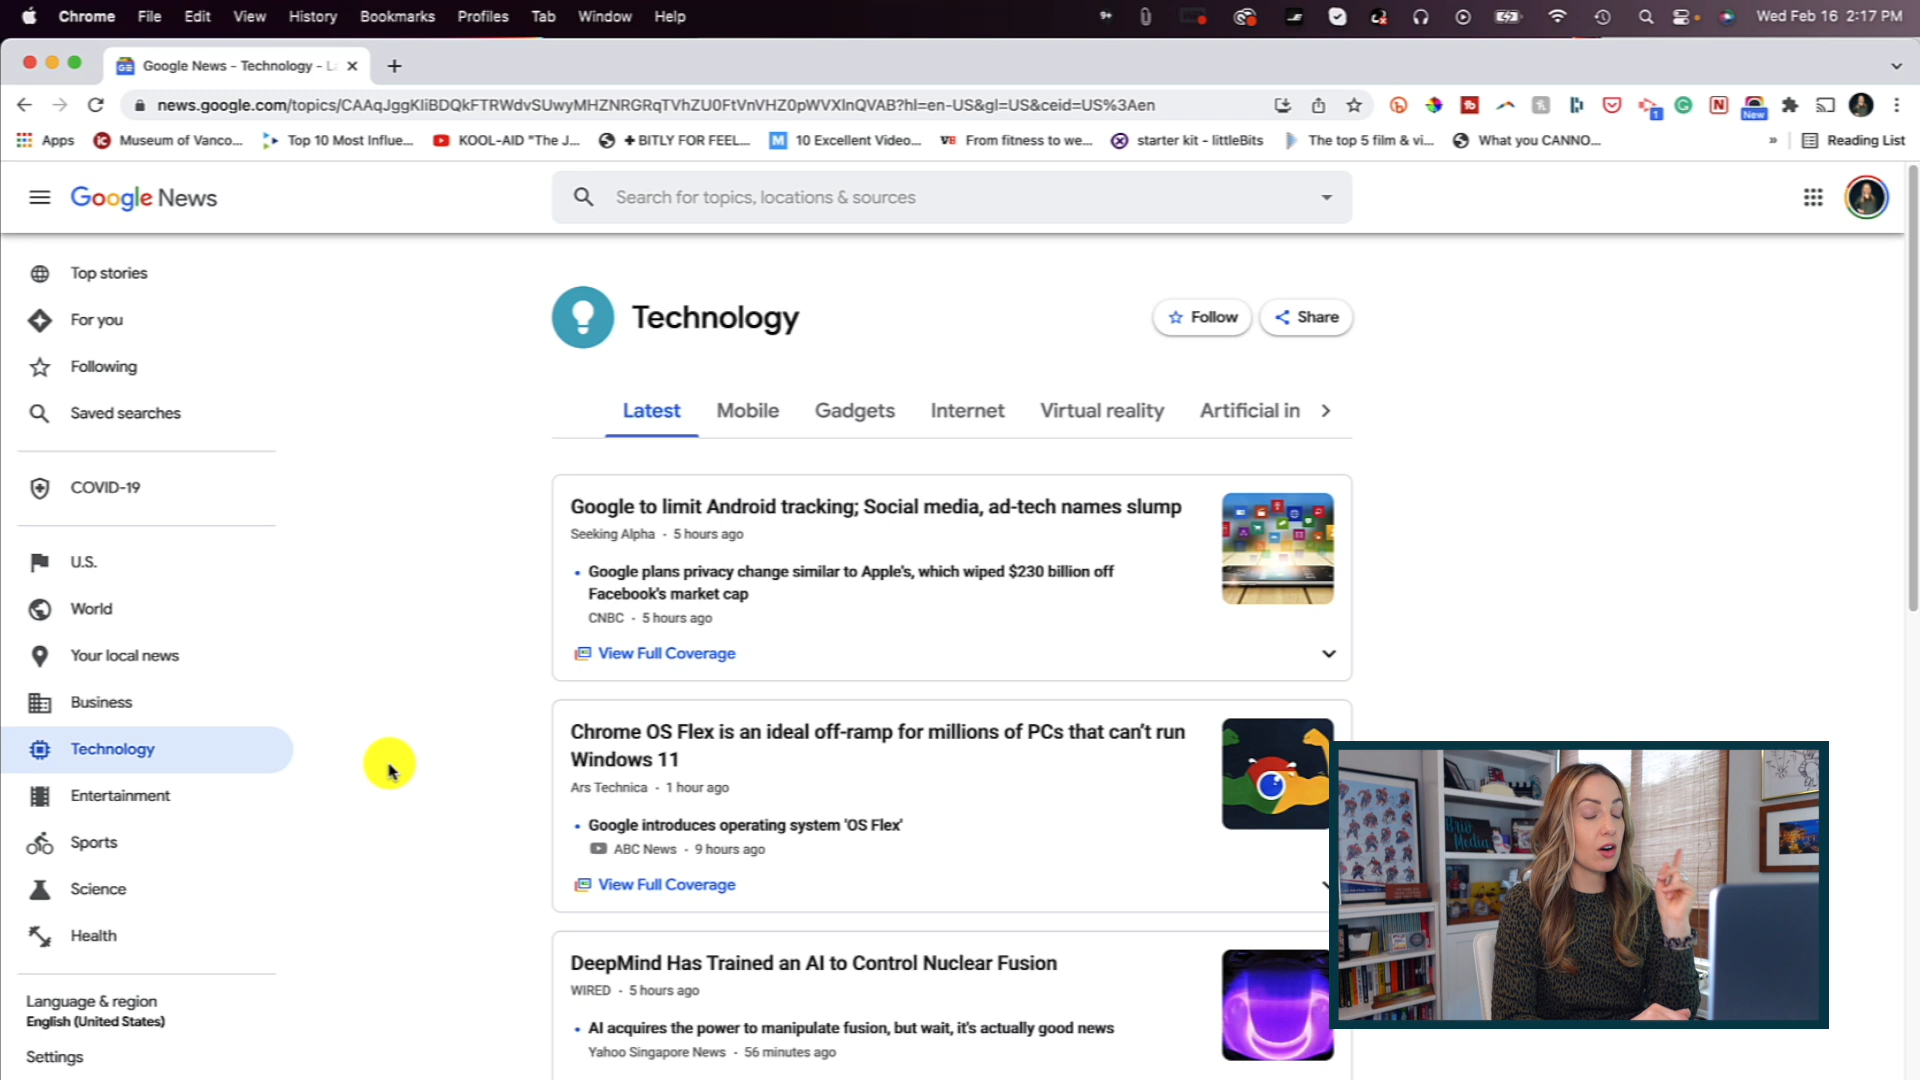 Chrome File Edit View History Bookmarks Profiles Tab Window Help Wed Feb 16 2:17 PM
Google News - Technology - L
news.google.com/topics/CAAqJggKIiBDQkFTRWdvSUwyMHZNRGRqTVhZU0FtVnVHZ0pWVXlnQVAB?hl=en-US&gl=US&ceid=US%3Aen
New
1
Apps Museum of Vanco... Top 10 Most Influe... KOOL-AID "The J... + BITLY FOR FEEL... 10 Excellent Video... From fitness to we... starter kit – littleBits The top 5 film & vi... What you CANNO... » Reading List
Google News
Search for topics, locations & sources
Top stories
For you
Following
Saved searches
COVID-19
U.S.
World
Your local news
Business
Technology
Entertainment
Sports
Science
Health
Language & region
English (United States)
Settings
Technology
Follow Share
Latest Mobile Gadgets Internet Virtual reality Artificial in
Google to limit Android tracking; Social media, ad-tech names slump
Seeking Alpha · 5 hours ago
• Google plans privacy change similar to Apple's, which wiped $230 billion off
Facebook's market cap
CNBC · 5 hours ago
View Full Coverage
Chrome OS Flex is an ideal off-ramp for millions of PCs that can’t run
Windows 11
Ars Technica · 1 hour ago
• Google introduces operating system 'OS Flex'
ABC News · 9 hours ago
View Full Coverage
DeepMind Has Trained an AI to Control Nuclear Fusion
WIRED · 5 hours ago
• AI acquires the power to manipulate fusion, but wait, it's actually good news
Yahoo Singapore News · 56 minutes ago
Brio
Media